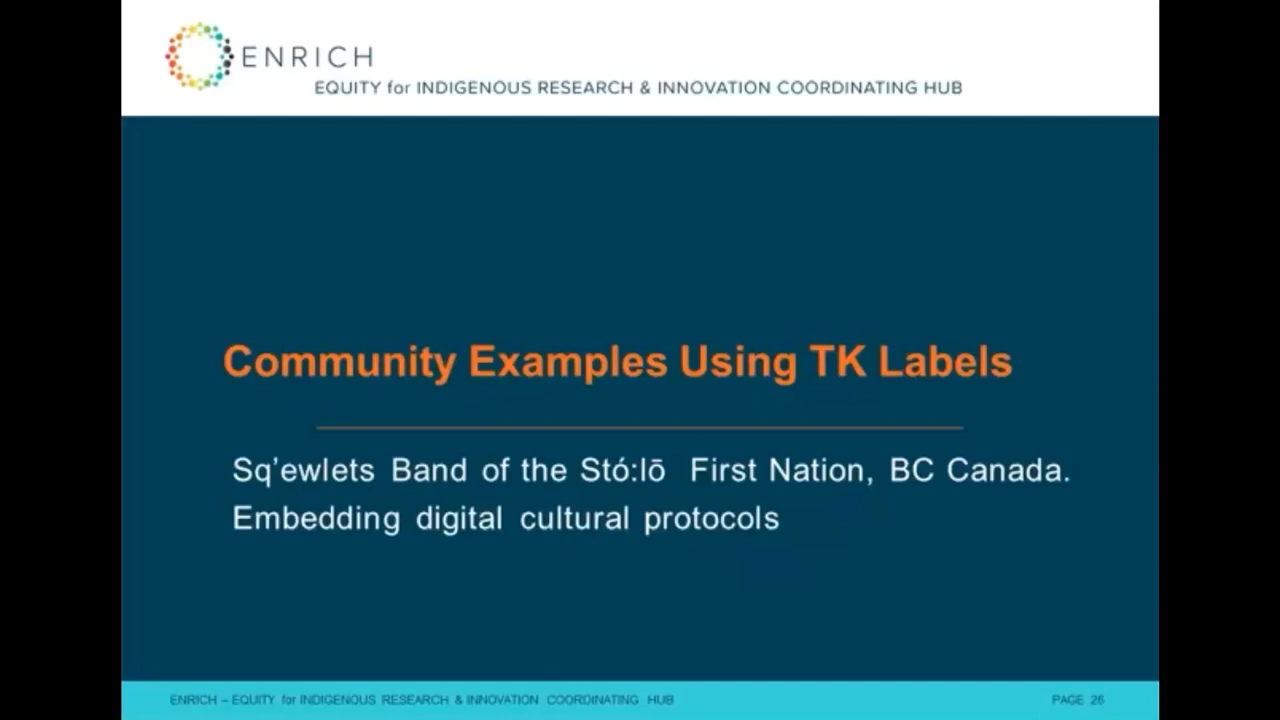 ENRICH
EQUITY for INDIGENOUS RESEARCH & INNOVATION COORDINATING HUB
Community Examples Using TK Labels
Sq'ewlets Band of the Stó:lō First Nation, BC Canada.
Embedding digital cultural protocols
ENRICH – EQUITY for INDIGENOUS RESEARCH & INNOVATION COORDINATING HUB
PAGE 26